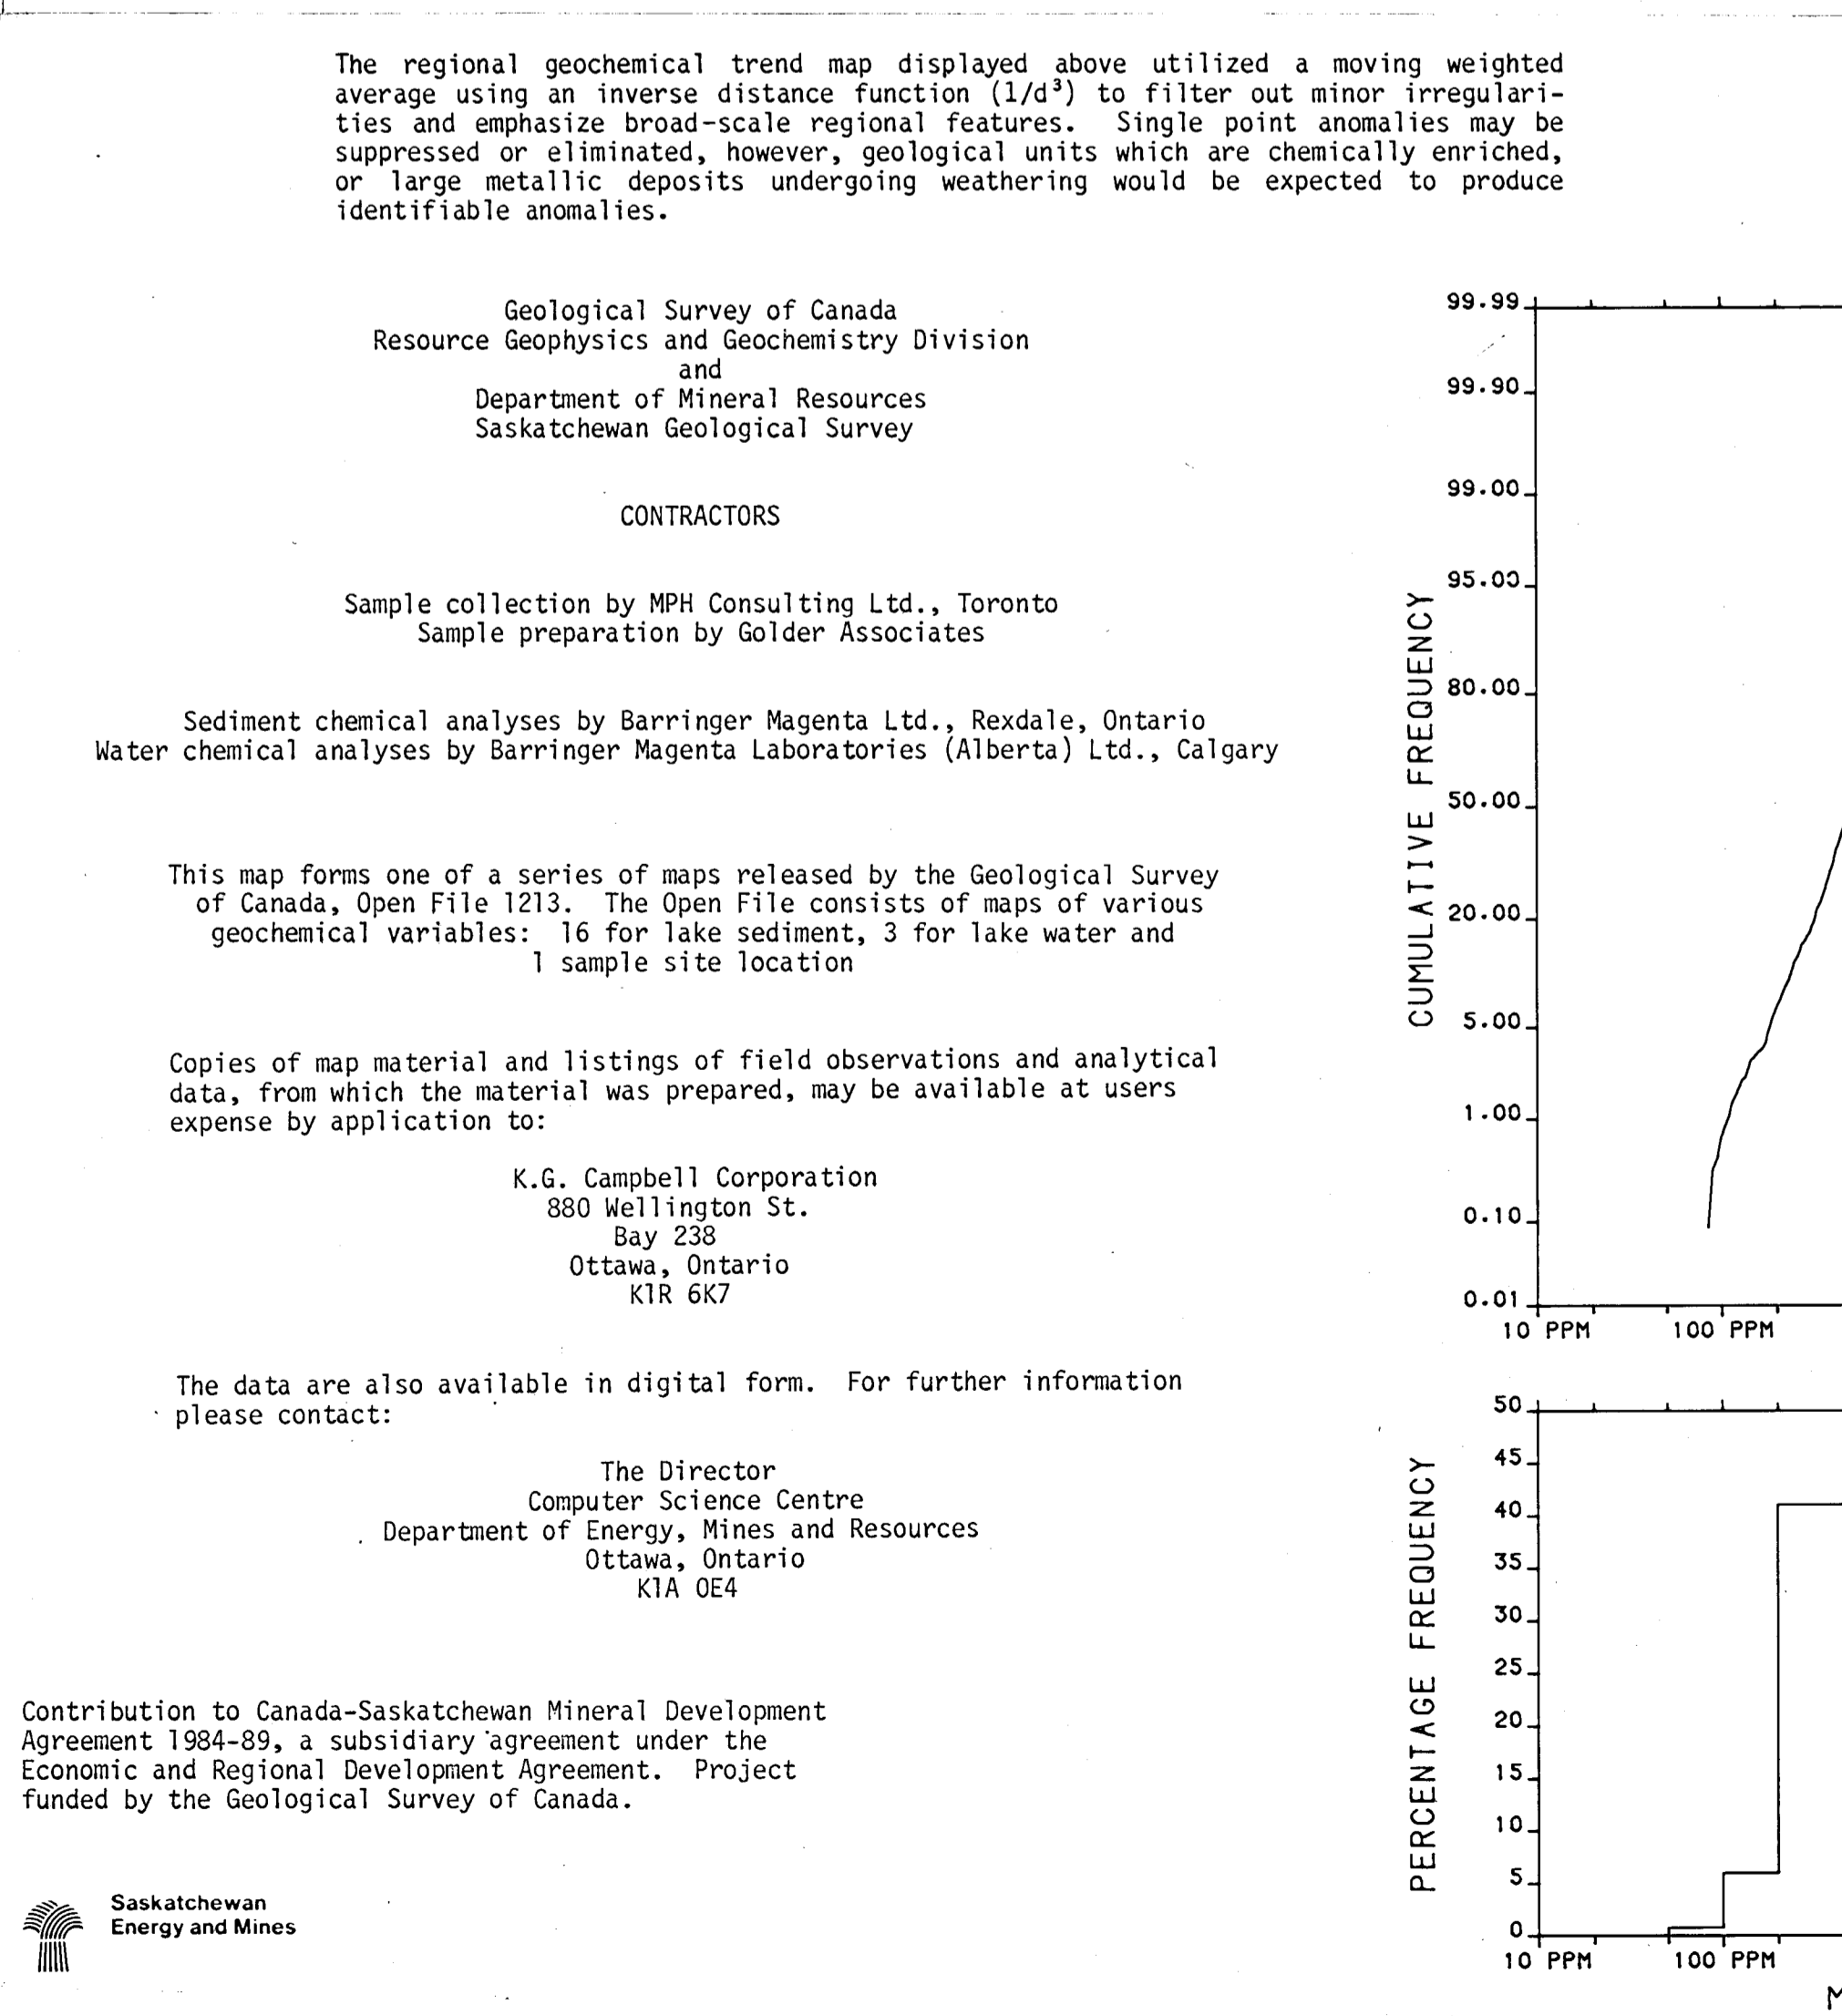 The regional geochemical trend map displayed above utilized a moving weighted
average using an inverse distance function (1/d³) to filter out minor irregulari-
ties and emphasize broad-scale regional features. Single point anomalies may be
suppressed or eliminated, however, geological units which are chemically enriched,
or large metallic deposits undergoing weathering would be expected to produce
identifiable anomalies.
Geological Survey of Canada
Resource Geophysics and Geochemistry Division
and
Department of Mineral Resources
Saskatchewan Geological Survey
CONTRACTORS
Sample collection by MPH Consulting Ltd., Toronto
Sample preparation by Golder Associates
Sediment chemical analyses by Barringer Magenta Ltd., Rexdale, Ontario
Water chemical analyses by Barringer Magenta Laboratories (Alberta) Ltd., Calgary
This map forms one of a series of maps released by the Geological Survey
of Canada, Open File 1213. The Open File consists of maps of various
geochemical variables: 16 for lake sediment, 3 for lake water and
1 sample site location
Copies of map material and listings of field observations and analytical
data, from which the material was prepared, may be available at users
expense by application to:
K.G. Campbell Corporation
880 Wellington St.
Bay 238
Ottawa, Ontario
K1R 6K7
The data are also available in digital form. For further information
please contact:
The Director
Computer Science Centre
Department of Energy, Mines and Resources
Ottawa, Ontario
K1A 0E4
Contribution to Canada-Saskatchewan Mineral Development
Agreement 1984-89, a subsidiary agreement under the
Economic and Regional Development Agreement. Project
funded by the Geological Survey of Canada.
Saskatchewan
Energy and Mines
CUMULATIVE FREQUENCY
99.99
99.90
99.00
95.00
80.00
50.00
20.00
5.00
1.00
0.10
0.01
10 PPM 100 PPM
PERCENTAGE FREQUENCY
50
45
40
35
30
25
20
15
10
5
0
10 PPM 100 PPM